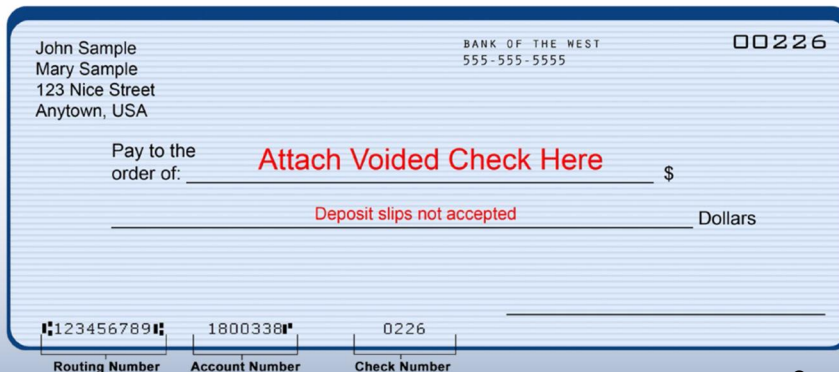 John Sample
Mary Sample
123 Nice Street
Anytown, USA
BANK OF THE WEST
555-555-5555
00226
Pay to the
order of:
Attach Voided Check Here
$
Deposit slips not accepted
Dollars
⑆123456789⑆ 1800338⑈ 0226
Routing Number Account Number Check Number